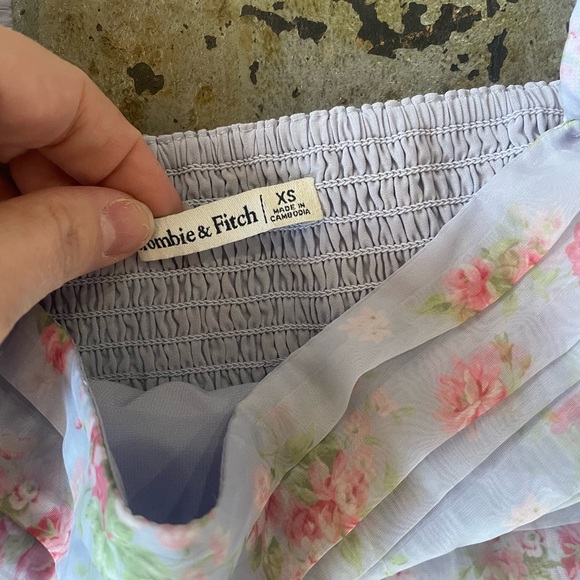 ombie & Fitch
XS
MADE IN
CAMBODIA